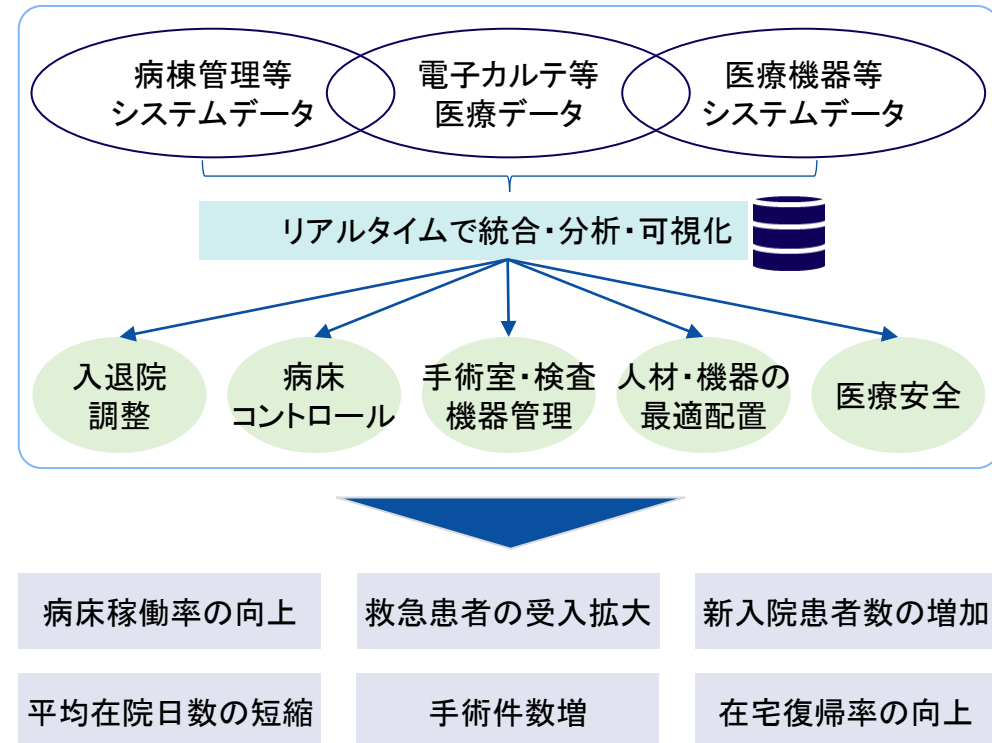 病棟管理等
システムデータ
電子カルテ等
医療データ
医療機器等
システムデータ
リアルタイムで統合・分析・可視化
入退院
調整
病床
コントロール
手術室・検査
機器管理
人材・機器の
最適配置
医療安全
病床稼働率の向上
救急患者の受入拡大
新入院患者数の増加
平均在院日数の短縮
手術件数増
在宅復帰率の向上